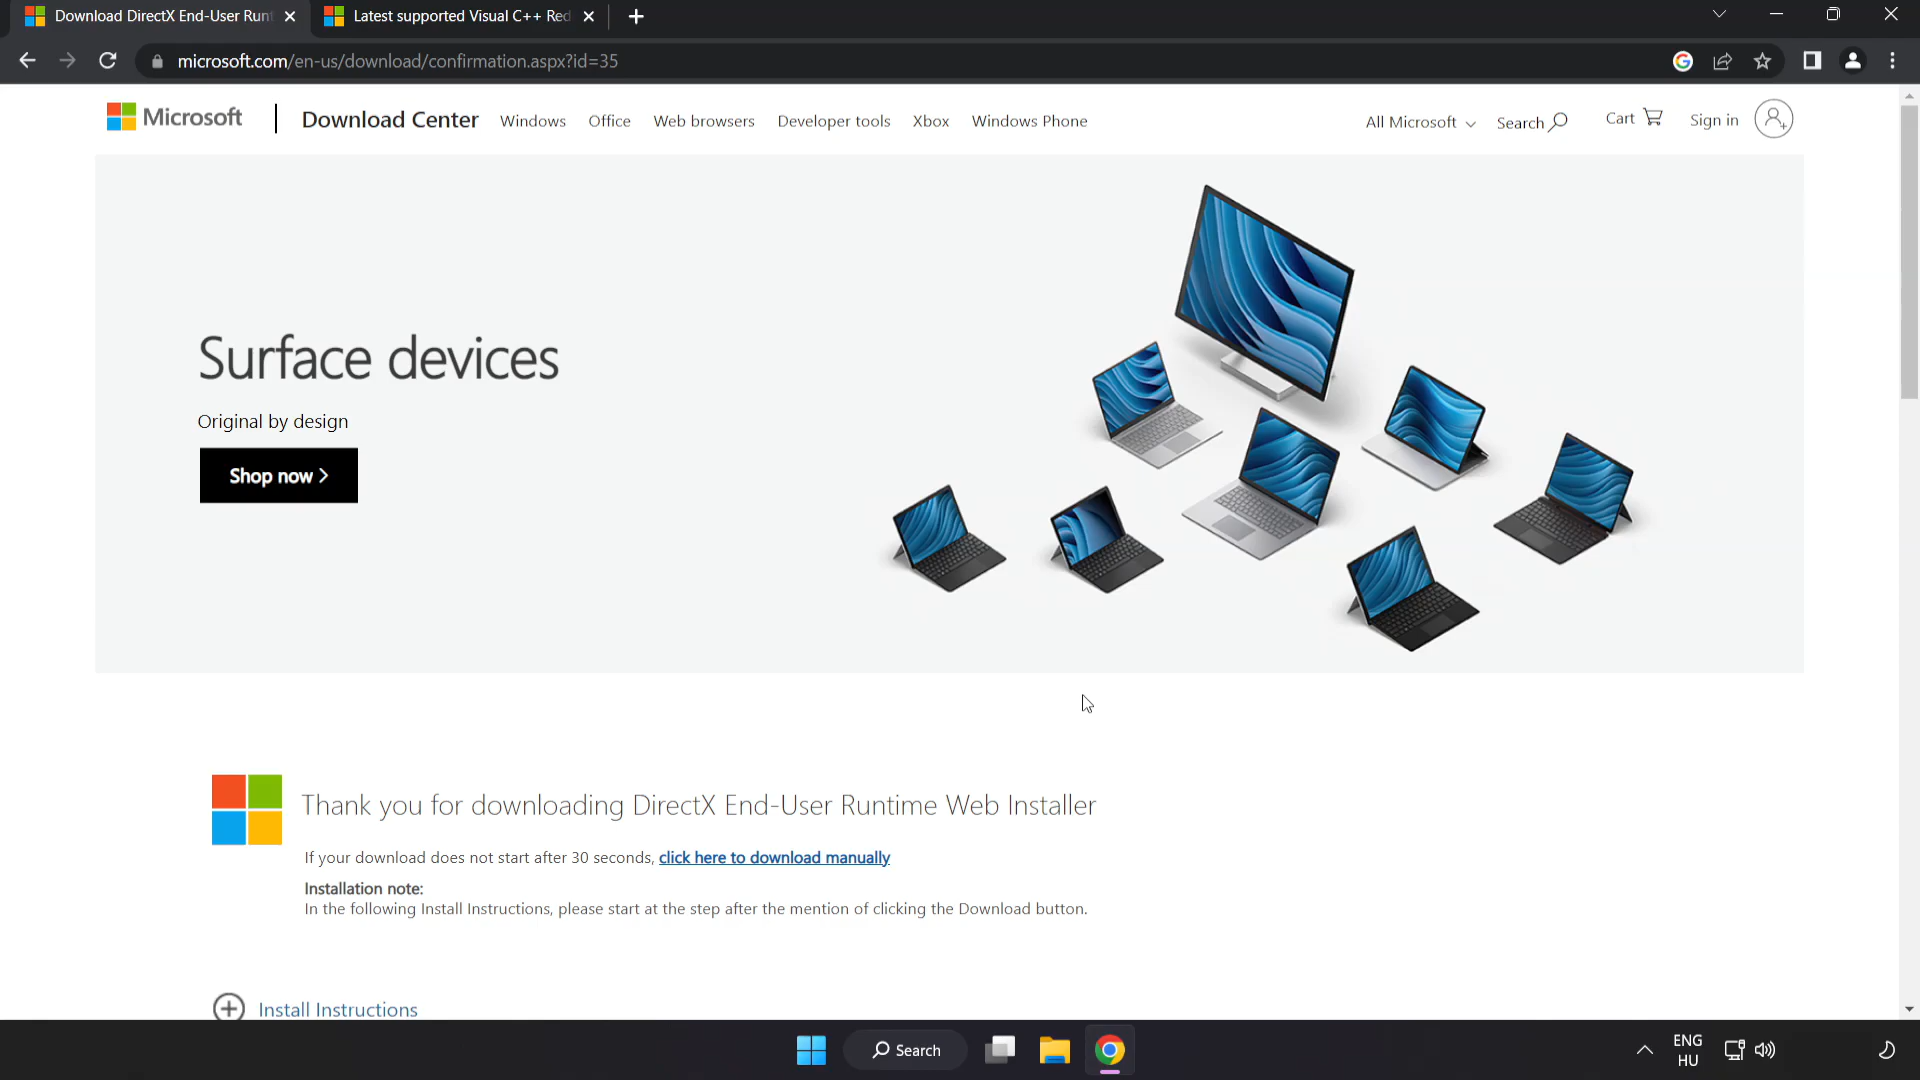 Download DirectX End-User Runt
Latest supported Visual C++ Red
microsoft.com/en-us/download/confirmation.aspx?id=35
Microsoft
Download Center
Windows
Office
Web browsers
Developer tools
Xbox
Windows Phone
All Microsoft
Search
Cart
Sign in
Surface devices
Original by design
Shop now
Thank you for downloading DirectX End-User Runtime Web Installer
If your download does not start after 30 seconds, click here to download manually
Installation note:
In the following Install Instructions, please start at the step after the mention of clicking the Download button.
Install Instructions
Search
ENG
HU